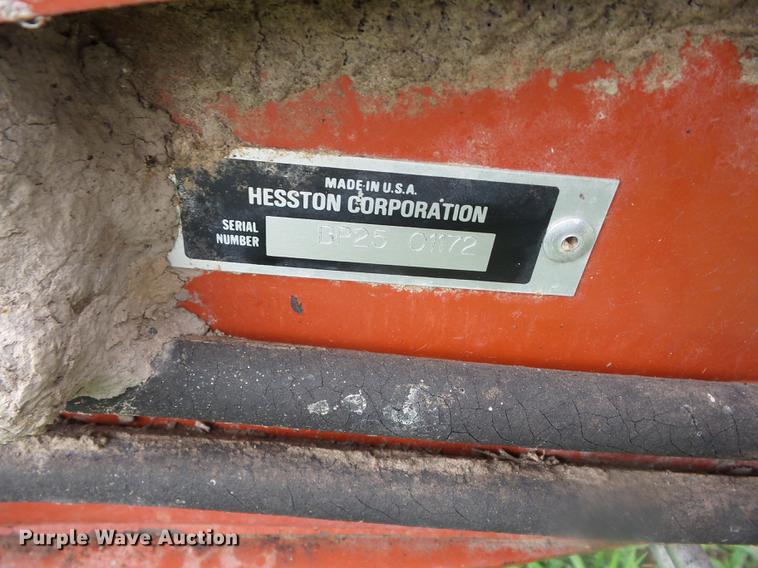 MADE IN U.S.A.
HESSTON CORPORATION
SERIAL NUMBER
BP25 01172
Purple Wave Auction